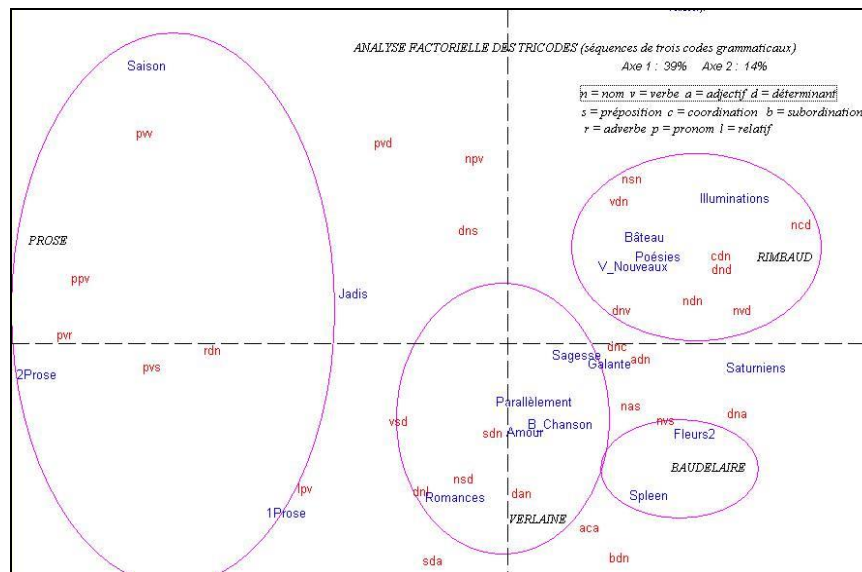 ANALYSE FACTORIELLE DES TRICODES (séquences de trois codes grammaticaux)
Axe 1 : 39% Axe 2 : 14%
n = nom v = verbe a = adjectif d = déterminant
s = préposition c = coordination b = subordination
r = adverbe p = pronom l = relatif
Saison
pvv
pvd
npv
nsn
Illuminations
vdn
ncd
dns
PROSE
Bâteau
Poésies
cdn
RIMBAUD
V_Nouveaux
dnd
ppv
Jadis
ndn
dnv
nvd
pvr
rdn
dnc
Sagesse
adn
Galante
2Prose
pvs
Saturniens
Parallèlement
nas
dna
vsd
B_Chanson
nvs
sdn
Amour
Fleurs2
BAUDELAIRE
nsd
lpv
dnl
Romances
dan
Spleen
1Prose
VERLAINE
aca
sda
bdn